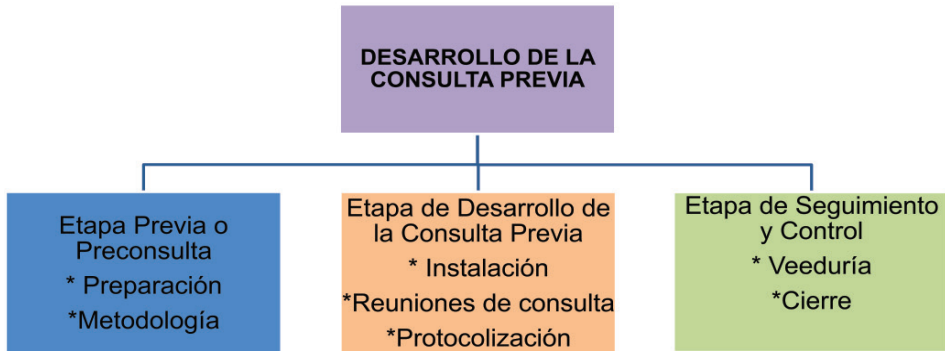 DESARROLLO DE LA
CONSULTA PREVIA
Etapa Previa o
Preconsulta
* Preparación
*Metodología
Etapa de Desarrollo de
la Consulta Previa
* Instalación
*Reuniones de consulta
*Protocolización
Etapa de Seguimiento
y Control
* Veeduría
*Cierre